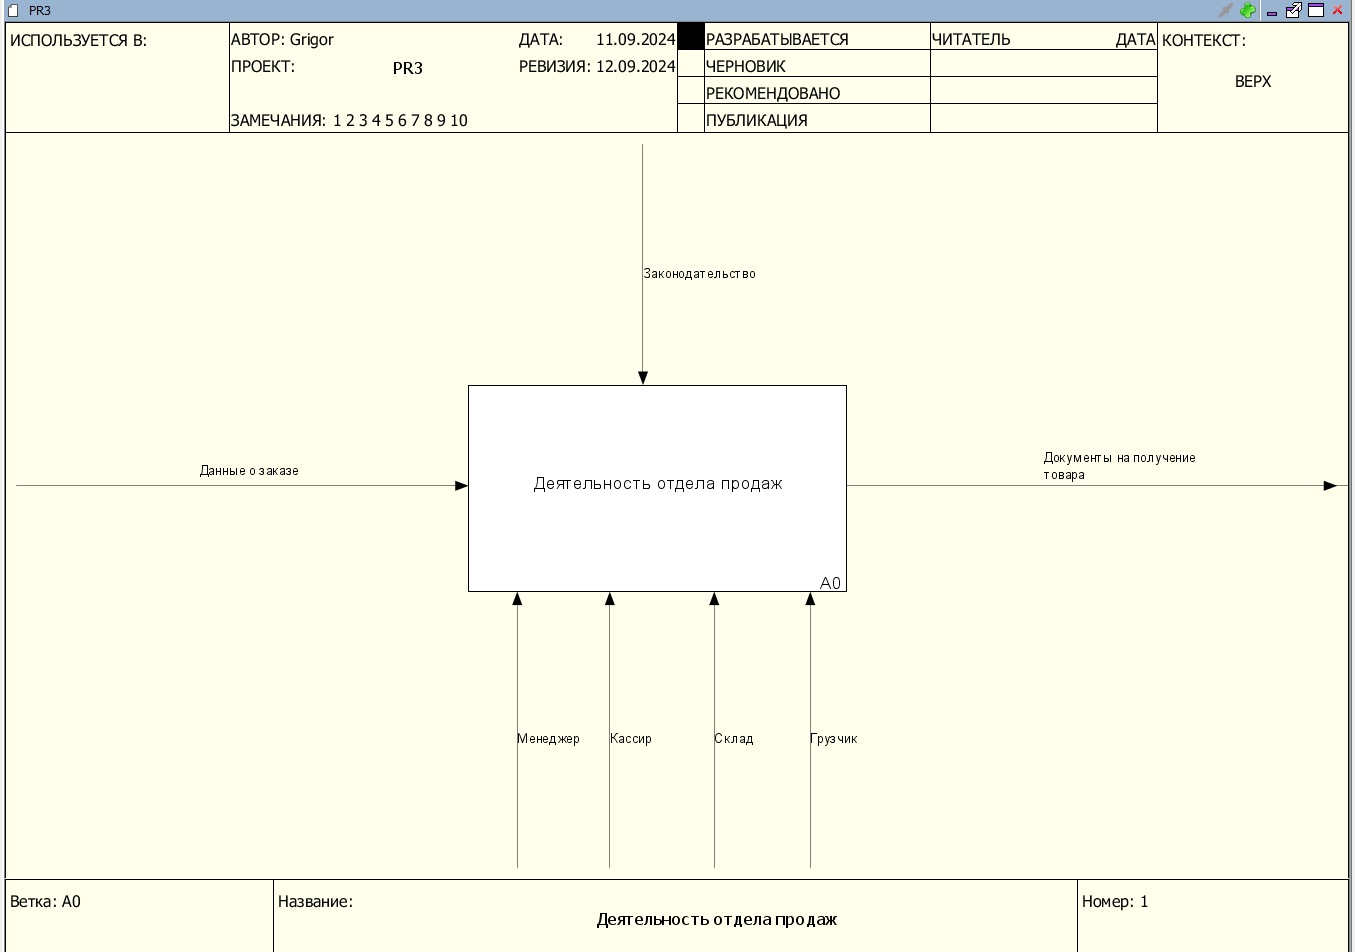 PR3
ИСПОЛЬЗУЕТСЯ В:
АВТОР: Grigor
ДАТА: 11.09.2024
РАЗРАБАТЫВАЕТСЯ
ЧИТАТЕЛЬ
ДАТА
КОНТЕКСТ:
ПРОЕКТ: PR3
РЕВИЗИЯ: 12.09.2024
ЧЕРНОВИК
ВЕРХ
РЕКОМЕНДОВАНО
ЗАМЕЧАНИЯ: 1 2 3 4 5 6 7 8 9 10
ПУБЛИКАЦИЯ
Законодательство
Данные о заказе
Документы на получение
товара
Деятельность отдела продаж
A0
Менеджер
Кассир
Склад
Грузчик
Ветка: A0
Название:
Деятельность отдела продаж
Номер: 1